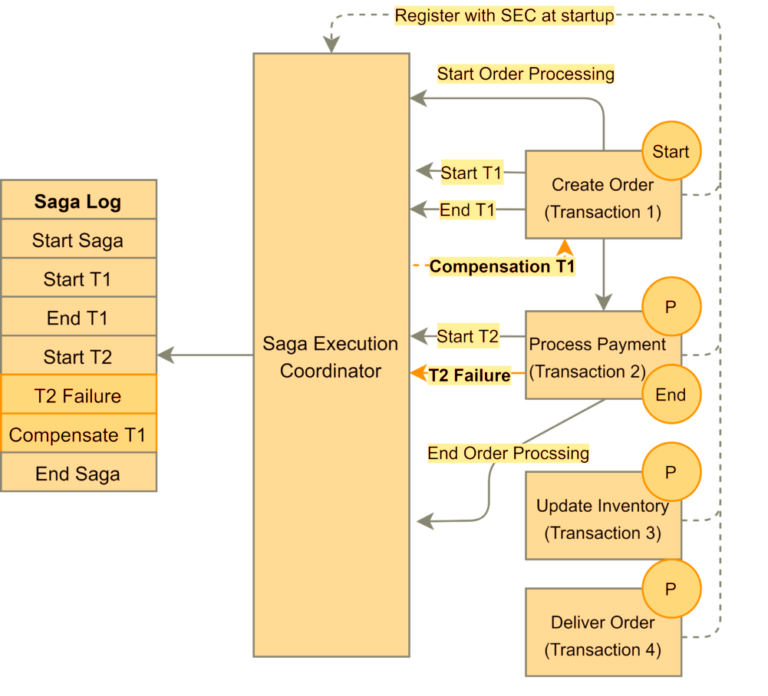 Register with SEC at startup
Start Order Processing
Start
Start T1
Create Order
(Transaction 1)
End T1
Compensation T1
Saga Log
Start Saga
Start T1
End T1
Start T2
T2 Failure
Compensate T1
End Saga
Saga Execution
Coordinator
P
Start T2
Process Payment
(Transaction 2)
T2 Failure
End
End Order Procssing
P
Update Inventory
(Transaction 3)
P
Deliver Order
(Transaction 4)